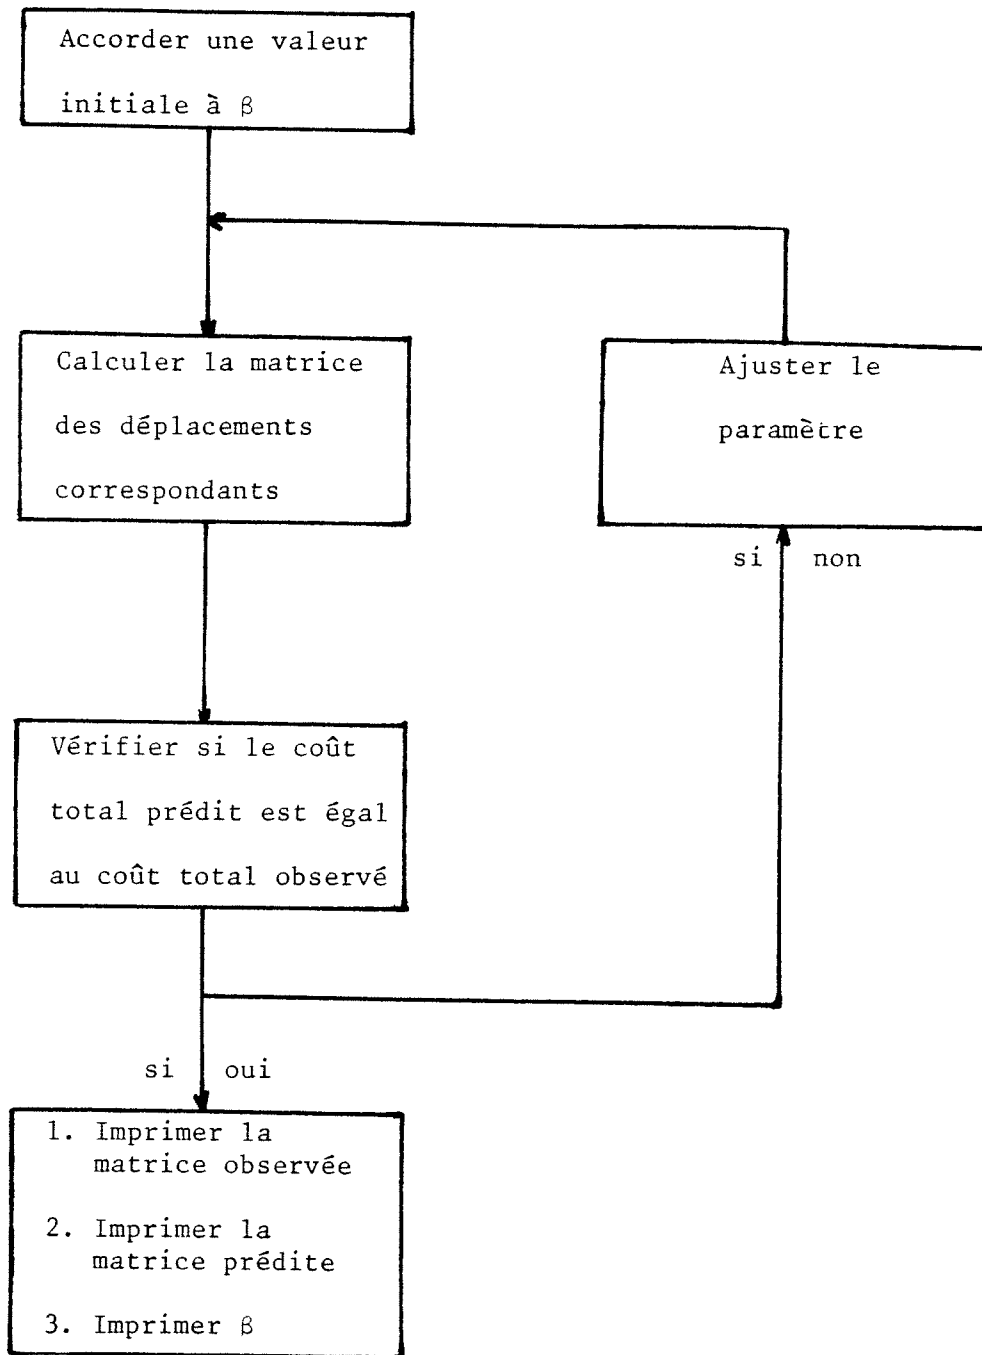 Accorder une valeur
initiale à β
Calculer la matrice
des déplacements
correspondants
Ajuster le
paramètre
si non
Vérifier si le coût
total prédit est égal
au coût total observé
si oui
1. Imprimer la
matrice observée
2. Imprimer la
matrice prédite
3. Imprimer β